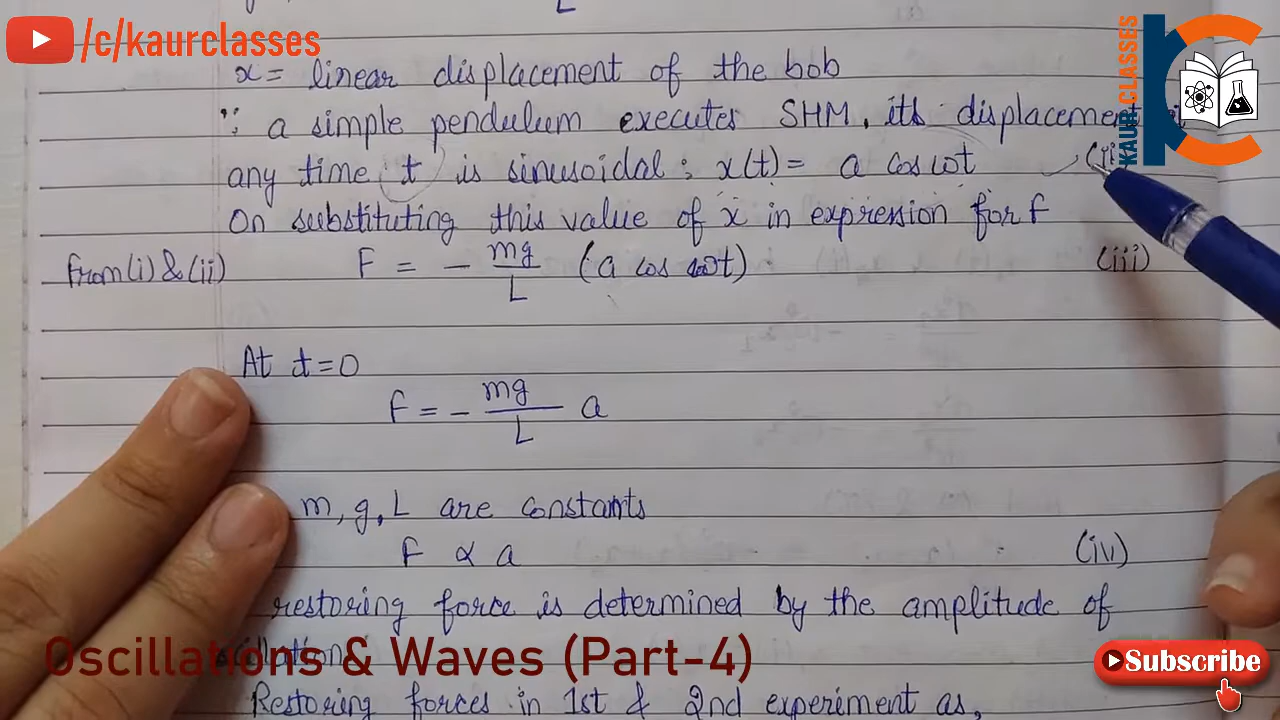 /c/kaurclasses
KAUR CLASSES
L
x = linear displacement of the bob
∵ a simple pendulum executes SHM, its displacement
any time t is sinusoidal : x(t) = a cos ωt (ii
On substituting this value of x in expression for F
from (i) & (ii) F = - mg/L (a cos ωt) (iii)
At t=0
F = - mg/L a
m, g, L are constants
F ∝ a (iv)
restoring force is determined by the amplitude of
Oscillations & Waves (Part-4)
Subscribe
Restoring forces in 1st & 2nd experiment as,